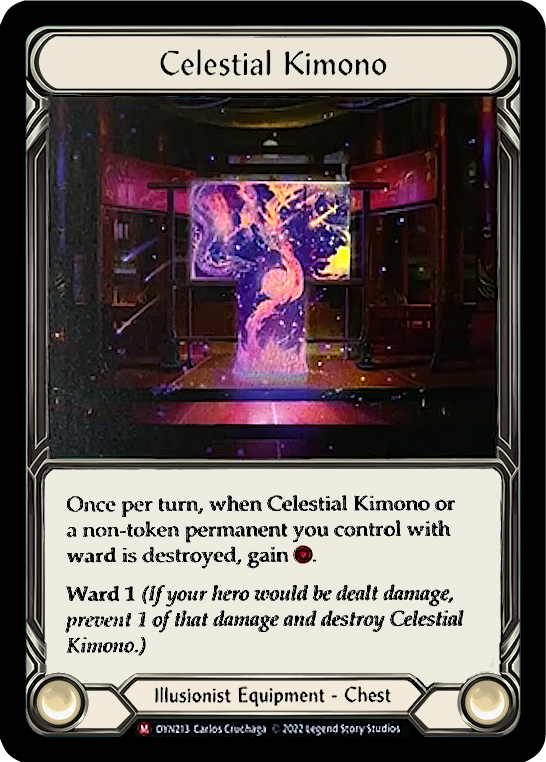 Celestial Kimono
Once per turn, when Celestial Kimono or
a non-token permanent you control with
ward is destroyed, gain .
Ward 1 (If your hero would be dealt damage,
prevent 1 of that damage and destroy Celestial
Kimono.)
Illusionist Equipment - Chest
M DYN213 Carlos Cruchaga © 2022 Legend Story Studios